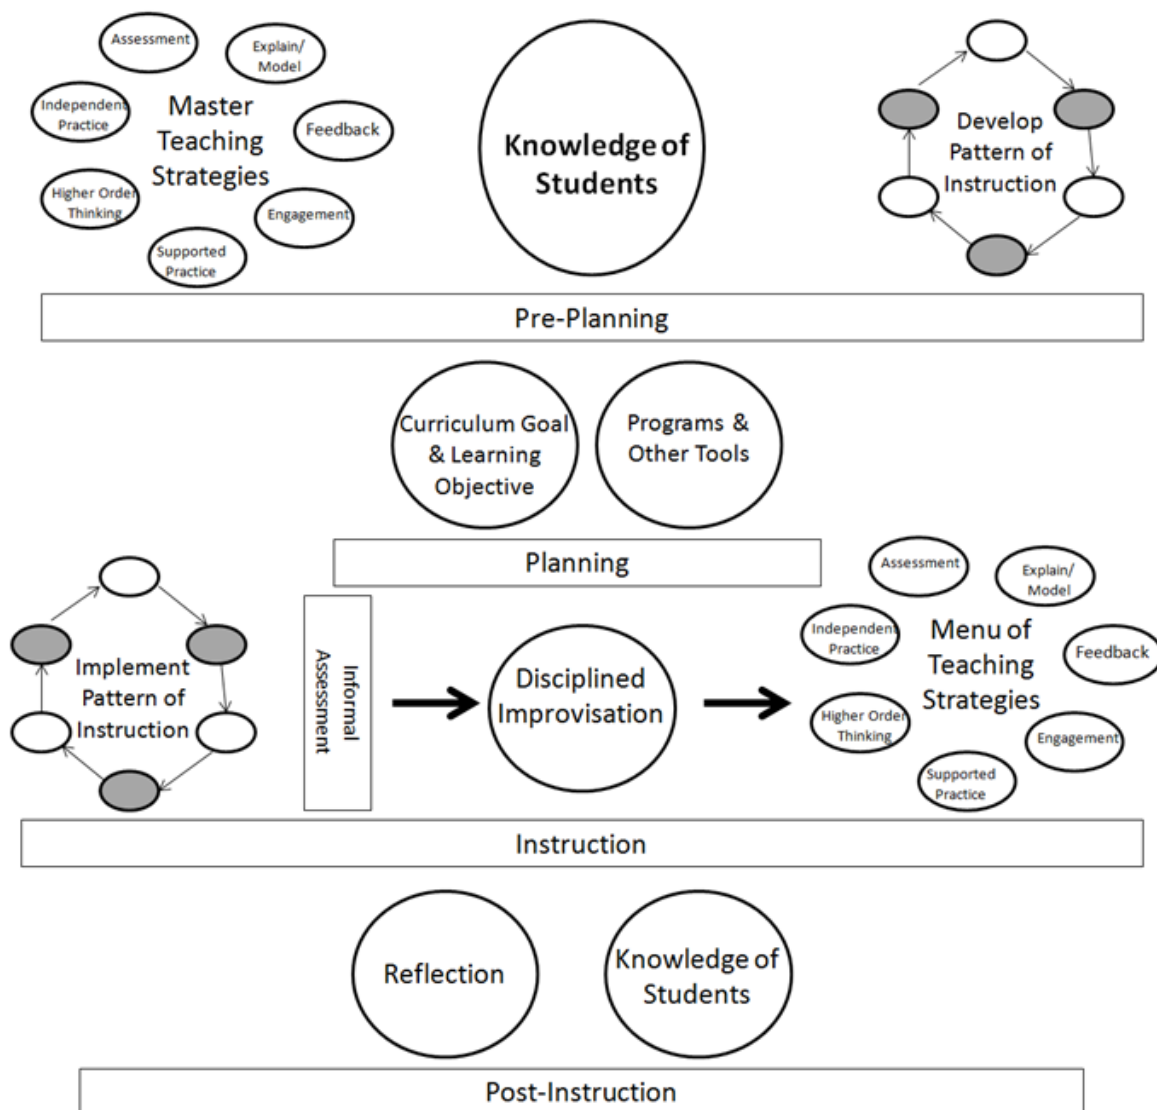 Assessment
Explain/
Model
Independent
Practice
Master
Teaching
Strategies
Feedback
Higher Order
Thinking
Engagement
Supported
Practice
Knowledge of
Students
Develop
Pattern of
Instruction
Pre-Planning
Curriculum Goal
& Learning
Objective
Programs &
Other Tools
Planning
Implement
Pattern of
Instruction
Informal
Assessment
Disciplined
Improvisation
Assessment
Explain/
Model
Independent
Practice
Menu of
Teaching
Strategies
Feedback
Higher Order
Thinking
Engagement
Supported
Practice
Instruction
Reflection
Knowledge of
Students
Post-Instruction